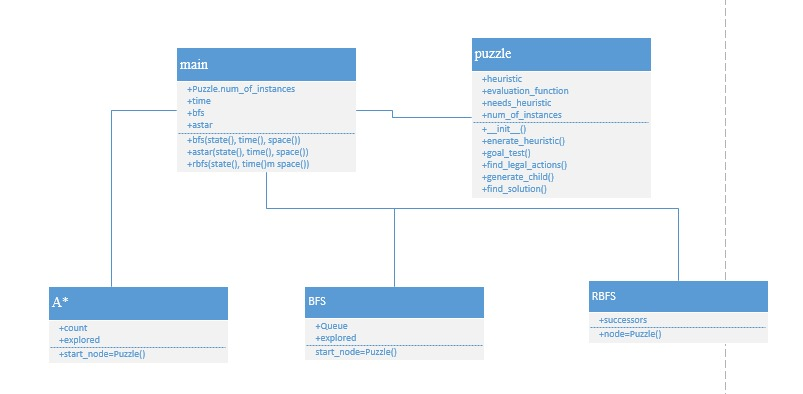 main
+Puzzle.num_of_instances
+time
+bfs
+astar
+bfs(state(), time(), space())
+astar(state(), time(), space())
+rbfs(state(), time()m space())
puzzle
+heuristic
+evaluation_function
+needs_heuristic
+num_of_instances
+__init__()
+enerate_heuristic()
+goal_test()
+find_legal_actions()
+generate_child()
+find_solution()
A*
+count
+explored
+start_node=Puzzle()
BFS
+Queue
+explored
start_node=Puzzle()
RBFS
+successors
+node=Puzzle()